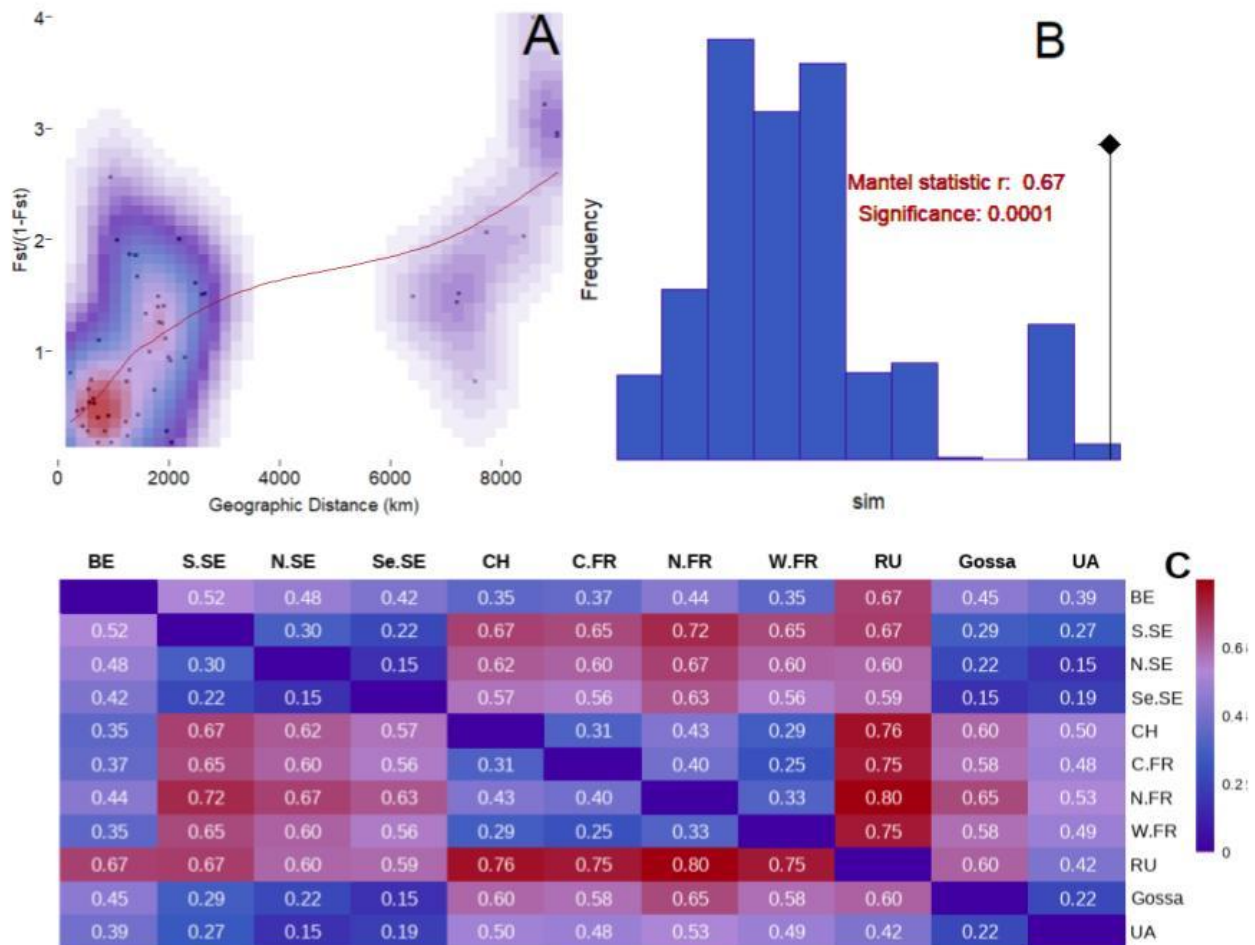 A
4
3
2
1
Fst/(1-Fst)
0 2000 4000 6000 8000
Geographic Distance (km)
B
Mantel statistic r: 0.67
Significance: 0.0001
Frequency
sim
C
BE S.SE N.SE Se.SE CH C.FR N.FR W.FR RU Gossa UA
0.52 0.48 0.42 0.35 0.37 0.44 0.35 0.67 0.45 0.39 BE
0.52 0.30 0.22 0.67 0.65 0.72 0.65 0.67 0.29 0.27 S.SE
0.48 0.30 0.15 0.62 0.60 0.67 0.60 0.60 0.22 0.15 N.SE
0.42 0.22 0.15 0.57 0.56 0.63 0.56 0.59 0.15 0.19 Se.SE
0.35 0.67 0.62 0.57 0.31 0.43 0.29 0.76 0.60 0.50 CH
0.37 0.65 0.60 0.56 0.31 0.40 0.25 0.75 0.58 0.48 C.FR
0.44 0.72 0.67 0.63 0.43 0.40 0.33 0.80 0.65 0.53 N.FR
0.35 0.65 0.60 0.56 0.29 0.25 0.33 0.75 0.58 0.49 W.FR
0.67 0.67 0.60 0.59 0.76 0.75 0.80 0.75 0.60 0.42 RU
0.45 0.29 0.22 0.15 0.60 0.58 0.65 0.58 0.60 0.22 Gossa
0.39 0.27 0.15 0.19 0.50 0.48 0.53 0.49 0.42 0.22 UA
0